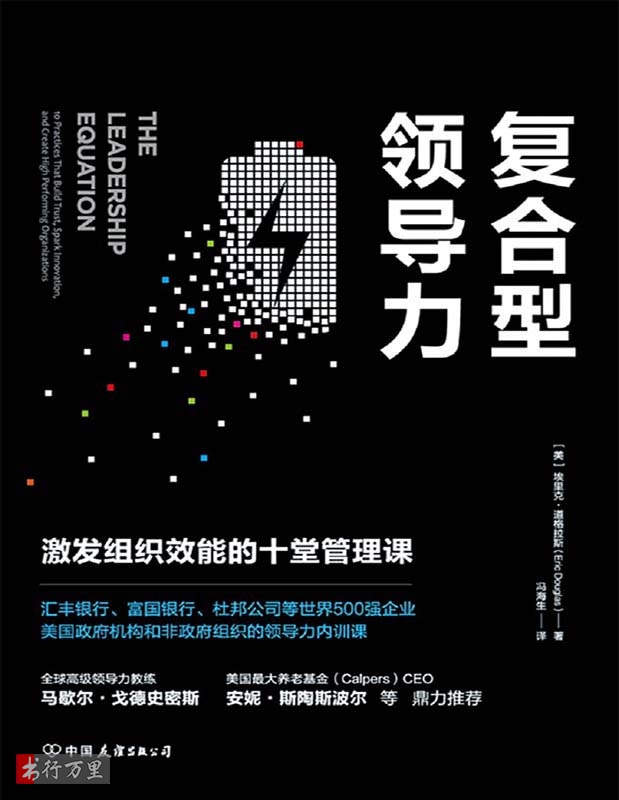 复合型
领导力
THE
LEADERSHIP
EQUATION
10 Practices That Build Trust, Spark Innovation,
and Create High Performing Organizations
[美] 埃里克·道格拉斯(Eric Douglas)——著
冯海生——译
激发组织效能的十堂管理课
汇丰银行、富国银行、杜邦公司等世界500强企业
美国政府机构和非政府组织的领导力内训课
全球高级领导力教练
马歇尔·戈德史密斯
美国最大养老基金（Calpers）CEO
安妮·斯陶斯波尔 等 鼎力推荐
中国友谊出版公司
书行万里